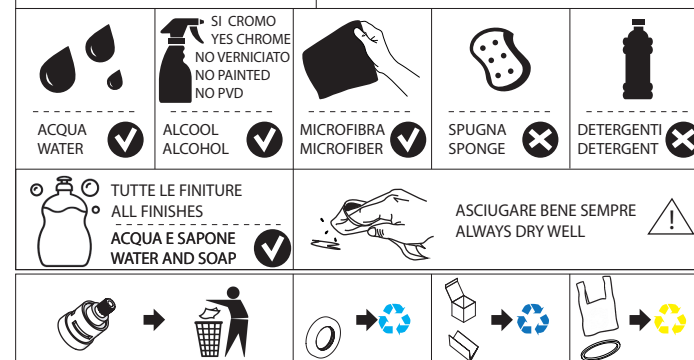 SI CROMO
YES CHROME
NO VERNICIATO
NO PAINTED
NO PVD
ACQUA
WATER
ALCOOL
ALCOHOL
MICROFIBRA
MICROFIBER
SPUGNA
SPONGE
DETERGENTI
DETERGENT
TUTTE LE FINITURE
ALL FINISHES
ACQUA E SAPONE
WATER AND SOAP
ASCIUGARE BENE SEMPRE
ALWAYS DRY WELL
!